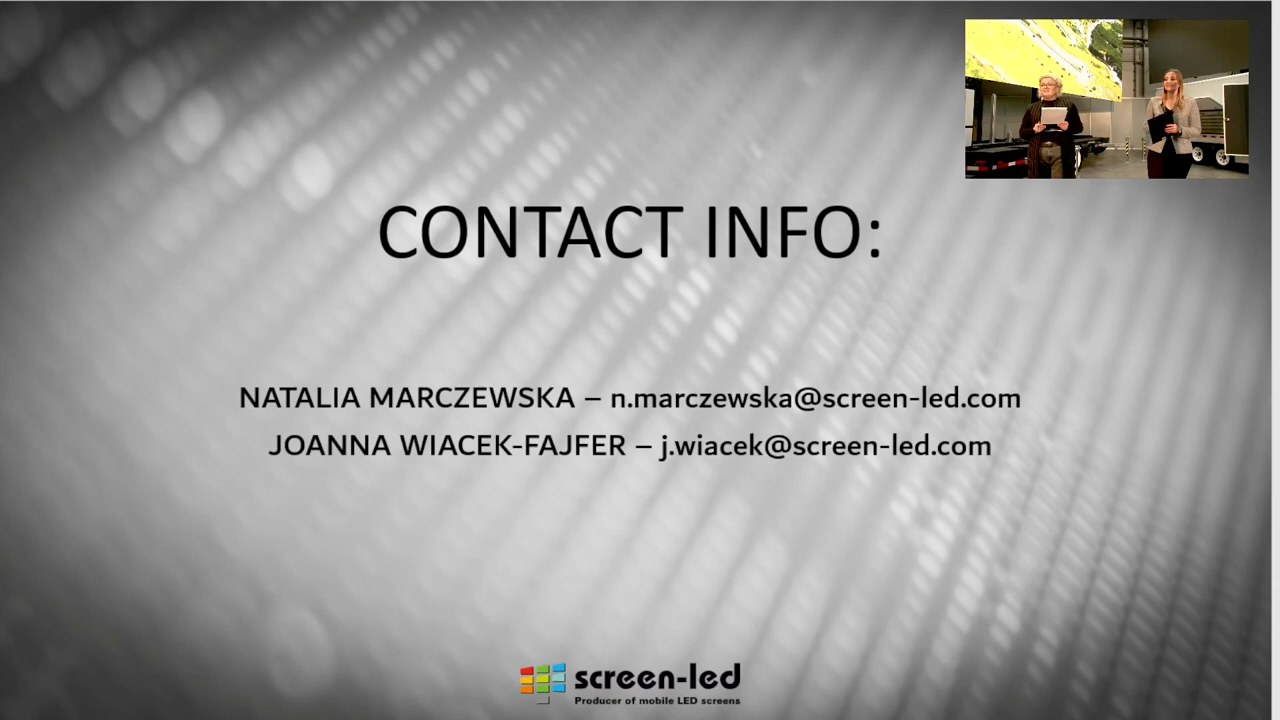 CONTACT INFO:
NATALIA MARCZEWSKA – n.marczewska@screen-led.com
JOANNA WIACEK-FAJFER – j.wiacek@screen-led.com
screen-led
Producer of mobile LED screens